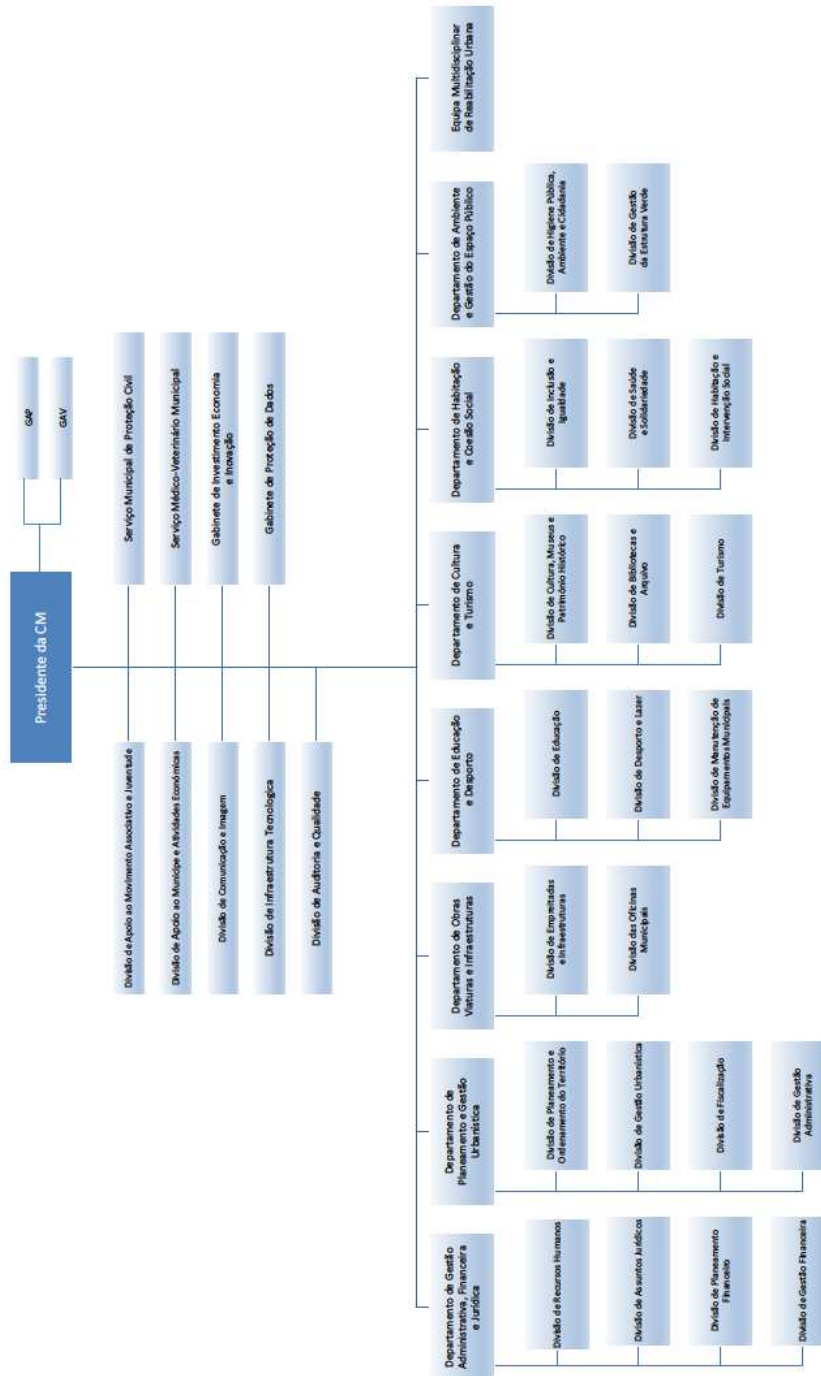 Presidente da CM
GAP
GAV
Divisão de Apoio ao Movimento Associativo e Juventude
Serviço Municipal de Proteção Civil
Divisão de Apoio ao Munícipe e Atividades Económicas
Serviço Médico-Veterinário Municipal
Divisão de Comunicação e Imagem
Gabinete de Investimento Economia
e Inovação
Divisão de Infraestrutura Tecnologica
Gabinete de Proteção de Dados
Divisão de Auditoria e Qualidade
Departamento de Gestão
Administrativa, Financeira
e Jurídica
Divisão de Recursos Humanos
Divisão de Assuntos Jurídicos
Divisão de Planeamento
Financeiro
Divisão de Gestão Financeira
Departamento de
Planeamento e Gestão
Urbanística
Divisão de Planeamento e
Ordenamento do Território
Divisão de Gestão Urbanística
Divisão de Fiscalização
Divisão de Gestão
Administrativa
Departamento de Obras
Viaturas e Infraestruturas
Divisão de Empreitadas
e Infraestruturas
Divisão das Oficinas
Municipais
Departamento de Educação
e Desporto
Divisão de Educação
Divisão de Desporto e Lazer
Divisão de Manutenção de
Equipamentos Municipais
Departamento de Cultura
e Turismo
Divisão de Cultura, Museus e
Património Histórico
Divisão de Bibliotecas e
Arquivo
Divisão de Turismo
Departamento de Habitação
e Coesão Social
Divisão de Inclusão e
Igualdade
Divisão de Saúde
e Solidariedade
Divisão de Habitação e
Intervenção Social
Departamento de Ambiente
e Gestão do Espaço Público
Divisão de Higiene Pública,
Ambiente e Cidadania
Divisão de Gestão
da Estrutura Verde
Equipa Multidisciplinar
de Reabilitação Urbana